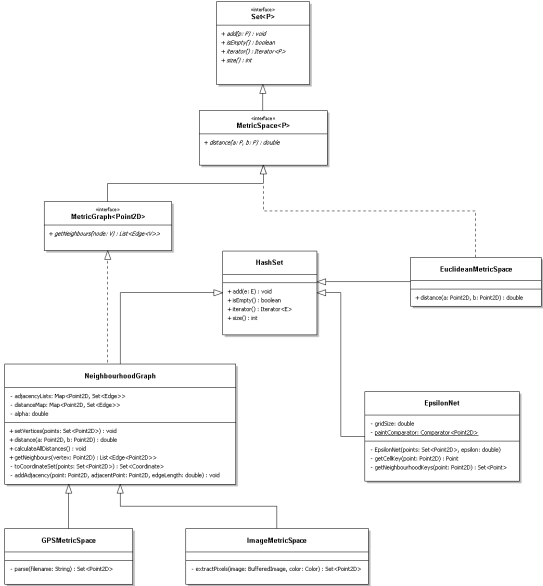 «interface»
Set<P>
+ add(p: P) : void
+ isEmpty() : boolean
+ iterator() : Iterator<P>
+ size() : int
«interface»
MetricSpace<P>
+ distance(a: P, b: P) : double
«interface»
MetricGraph<Point2D>
+ getNeighbours(node: V) : List<Edge<V>>
HashSet
+ add(e: E) : void
+ isEmpty() : boolean
+ iterator() : Iterator<E>
+ size() : int
EuclideanMetricSpace
+ distance(a: Point2D, b: Point2D) : double
NeighbourhoodGraph
- adjacencyLists: Map<Point2D, Set<Edge>>
- distanceMap: Map<Point2D, Set<Edge>>
- alpha: double
+ setVertices(points: Set<Point2D>) : void
+ distance(a: Point2D, b: Point2D) : double
+ calculateAllDistances() : void
+ getNeighbours(vertex: Point2D) : List<Edge<Point2D>>
- toCoordinateSet(points: Set<Point2D>) : Set<Coordinate>
- addAdjacency(point: Point2D, adjacentPoint: Point2D, edgeLength: double) : void
EpsilonNet
- gridSize: double
- pointComparator: Comparator<Point2D>
- EpsilonNet(points: Set<Point2D>, epsilon: double)
- getCellKey(point: Point2D) : Point
- getNeighbourhoodKeys(point: Point2D) : Set<Point>
GPSMetricSpace
- parse(filename: String) : Set<Point2D>
ImageMetricSpace
- extractPixels(image: BufferedImage, color: Color) : Set<Point2D>